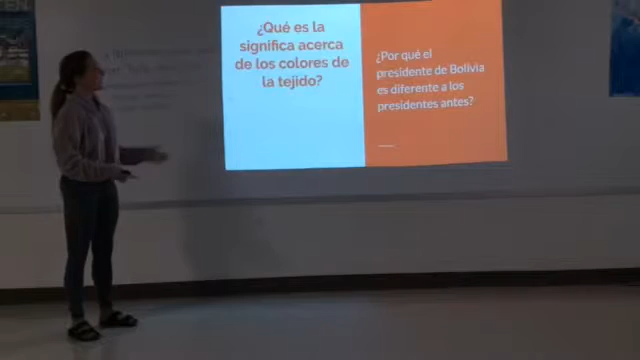 ¿Qué es la
significa acerca
de los colores de
la tejido?
¿Por qué el
presidente de Bolivia
es diferente a los
presidentes antes?